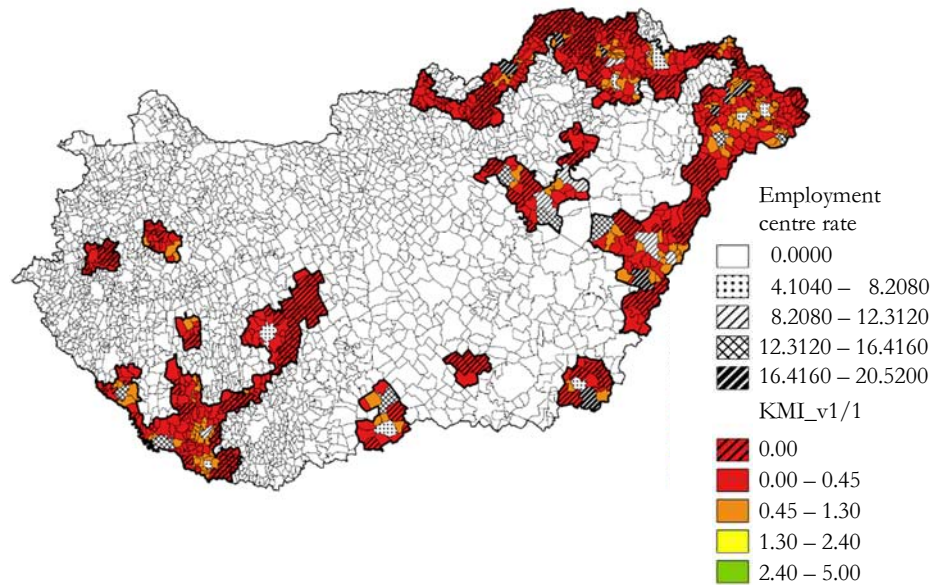 Employment
centre rate
0.0000
4.1040 – 8.2080
8.2080 – 12.3120
12.3120 – 16.4160
16.4160 – 20.5200
KMI_v1/1
0.00
0.00 – 0.45
0.45 – 1.30
1.30 – 2.40
2.40 – 5.00